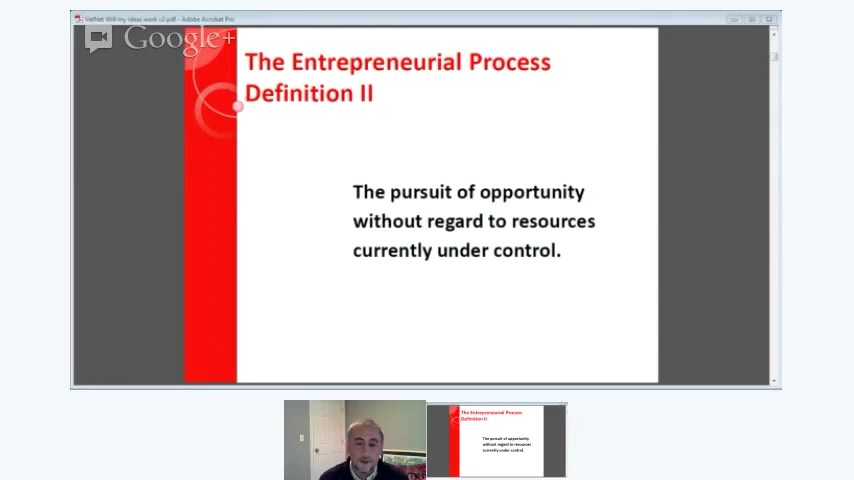 VetNet Will my ideas work v2.pdf - Adobe Acrobat Pro
Google+
The Entrepreneurial Process
Definition II
The pursuit of opportunity
without regard to resources
currently under control.
The Entrepreneurial Process
Definition II
The pursuit of opportunity
without regard to resources
currently under control.